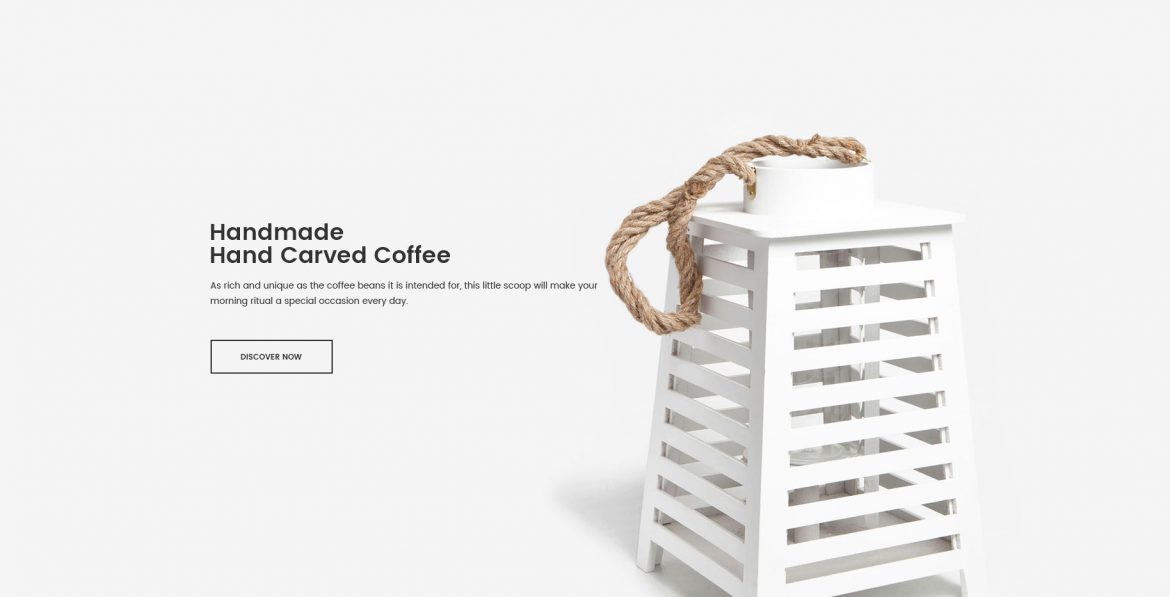 Handmade
Hand Carved Coffee
As rich and unique as the coffee beans it is intended for, this little scoop will make your
morning ritual a special occasion every day.
DISCOVER NOW